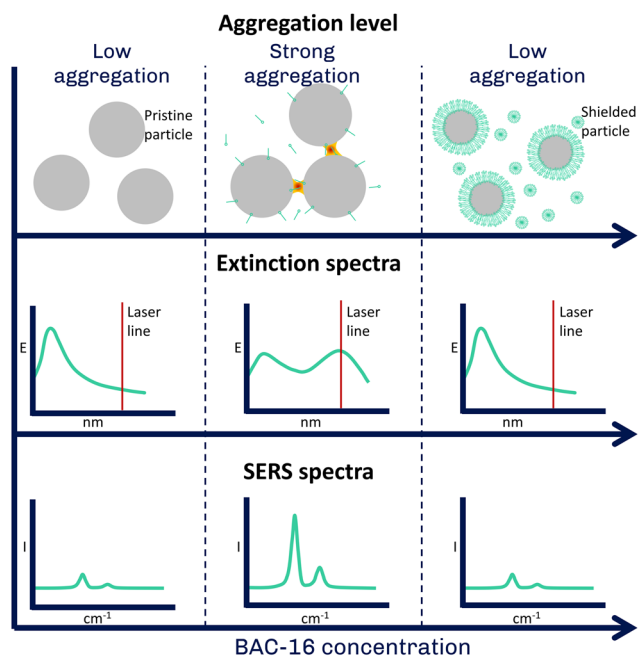 Aggregation level
Low
aggregation
Strong
aggregation
Low
aggregation
Pristine
particle
Shielded
particle
Extinction spectra
E
Laser
line
nm
E
Laser
line
nm
E
Laser
line
nm
SERS spectra
I
cm-1
I
cm-1
I
cm-1
BAC-16 concentration